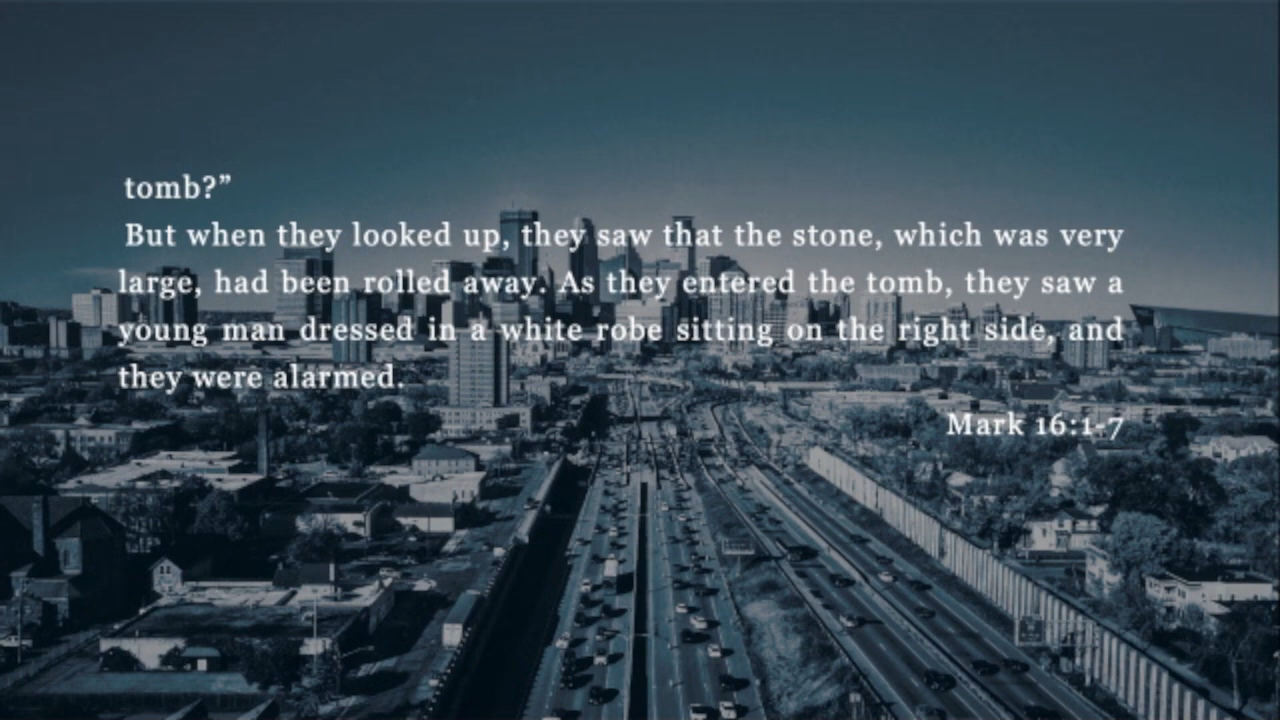 tomb?”
But when they looked up, they saw that the stone, which was very
large, had been rolled away. As they entered the tomb, they saw a
young man dressed in a white robe sitting on the right side, and
they were alarmed.
Mark 16:1-7